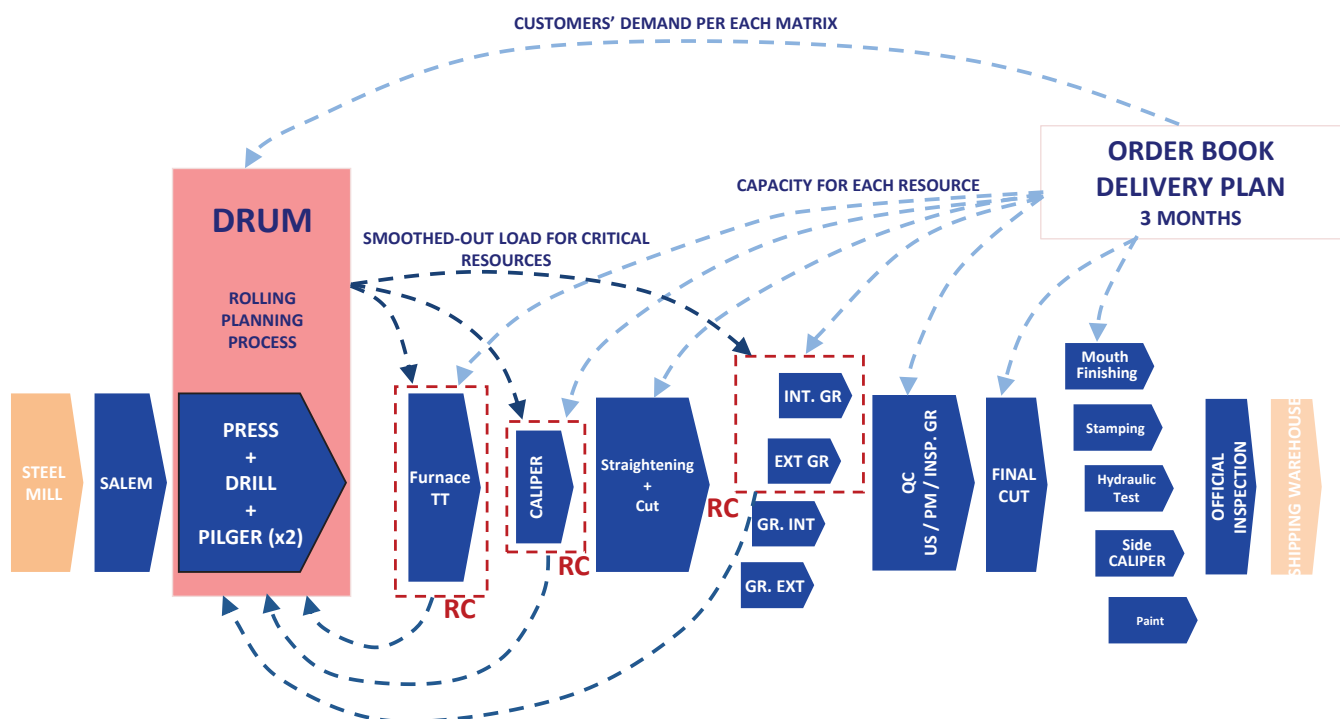 CUSTOMERS' DEMAND PER EACH MATRIX
ORDER BOOK
DELIVERY PLAN
3 MONTHS
CAPACITY FOR EACH RESOURCE
DRUM
SMOOTHED-OUT LOAD FOR CRITICAL
RESOURCES
ROLLING
PLANNING
PROCESS
STEEL
MILL
SALEM
PRESS
+
DRILL
+
PILGER (x2)
Furnace
TT
RC
CALIPER
RC
Straightening
+
Cut
RC
INT. GR
EXT GR
GR. INT
GR. EXT
QC
US / PM / INSP. GR
FINAL
CUT
Mouth
Finishing
Stamping
Hydraulic
Test
Side
CALIPER
Paint
OFFICIAL
INSPECTION
SHIPPING WAREHOUSE